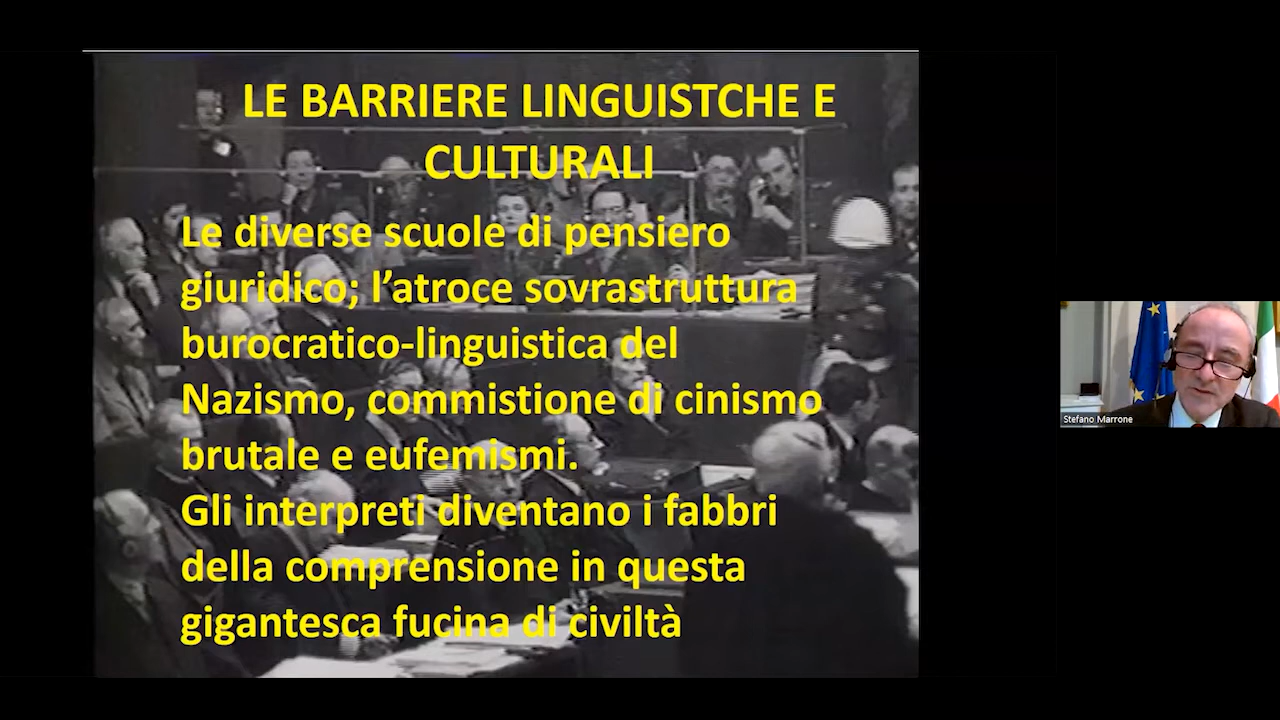 LE BARRIERE LINGUISTCHE E
CULTURALI
Le diverse scuole di pensiero
giuridico; l’atroce sovrastruttura
burocratico-linguistica del
Nazismo, commistione di cinismo
brutale e eufemismi.
Gli interpreti diventano i fabbri
della comprensione in questa
gigantesca fucina di civiltà
Stefano Marrone